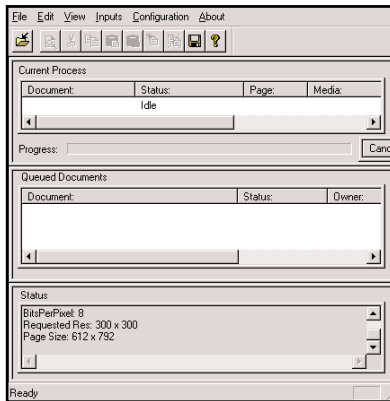 File Edit View Inputs Configuration About
Current Process
Document: Status: Page: Media:
Idle
Progress: Canc
Queued Documents
Document: Status: Owner:
Status
BitsPerPixel: 8
Requested Res: 300 x 300
Page Size: 612 x 792
Ready